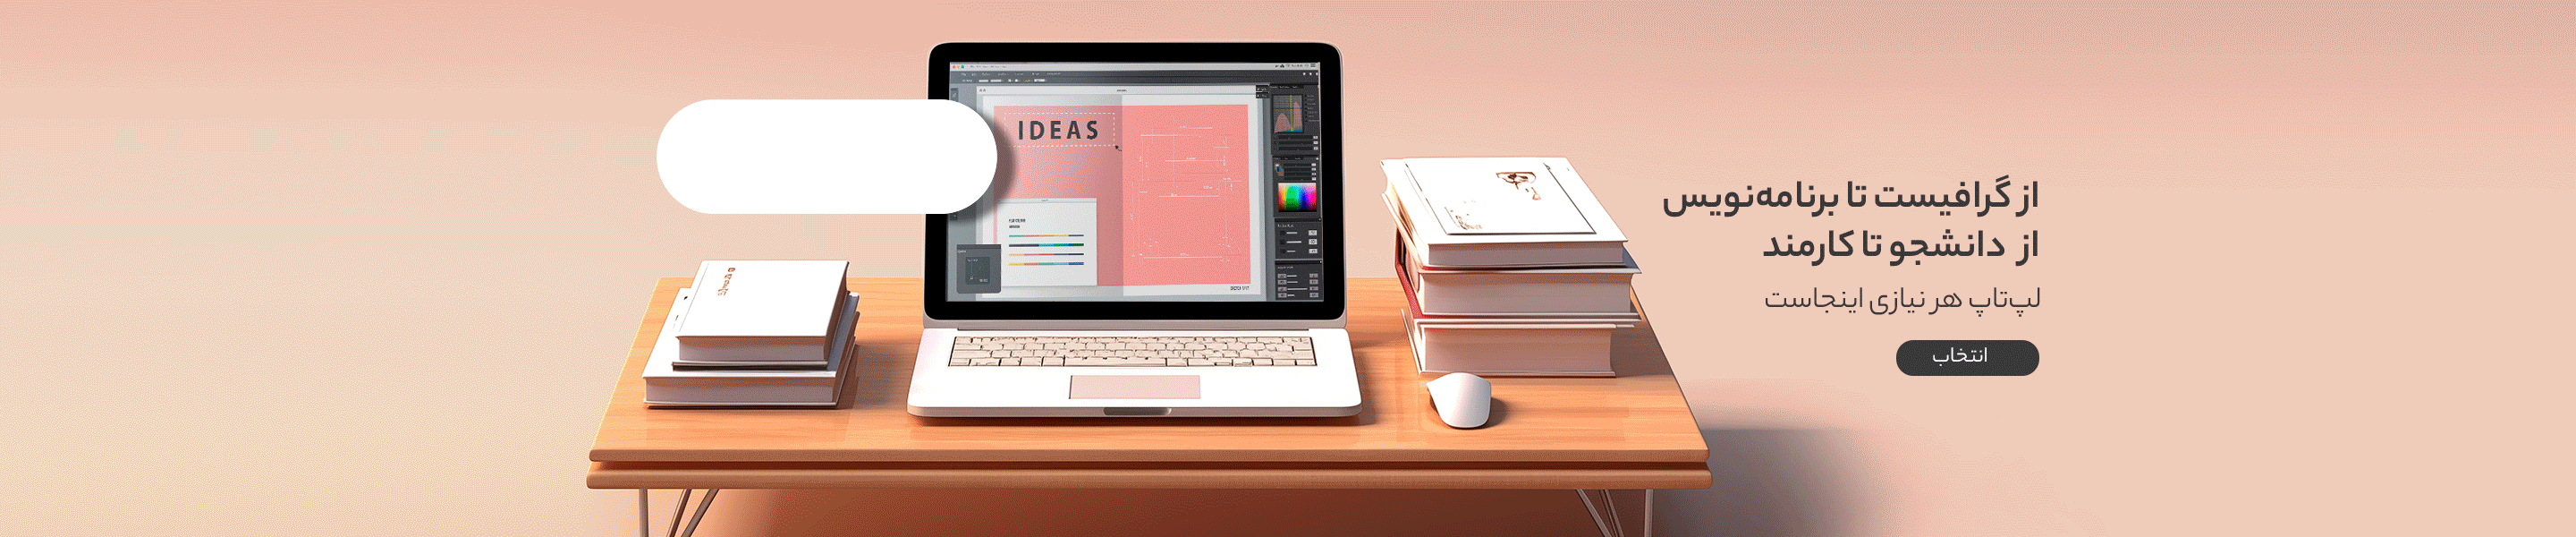 از گرافیست تا برنامه‌نویس
از دانشجو تا کارمند
لپ‌تاپ هر نیازی اینجاست
انتخاب
IDEAS